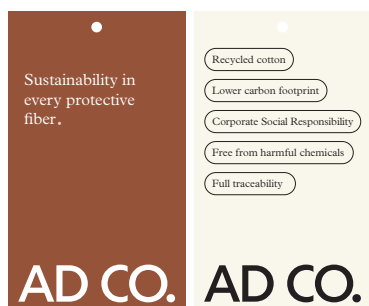 Sustainability in
every protective
fiber.
AD CO.
Recycled cotton
Lower carbon footprint
Corporate Social Responsibility
Free from harmful chemicals
Full traceability
AD CO.